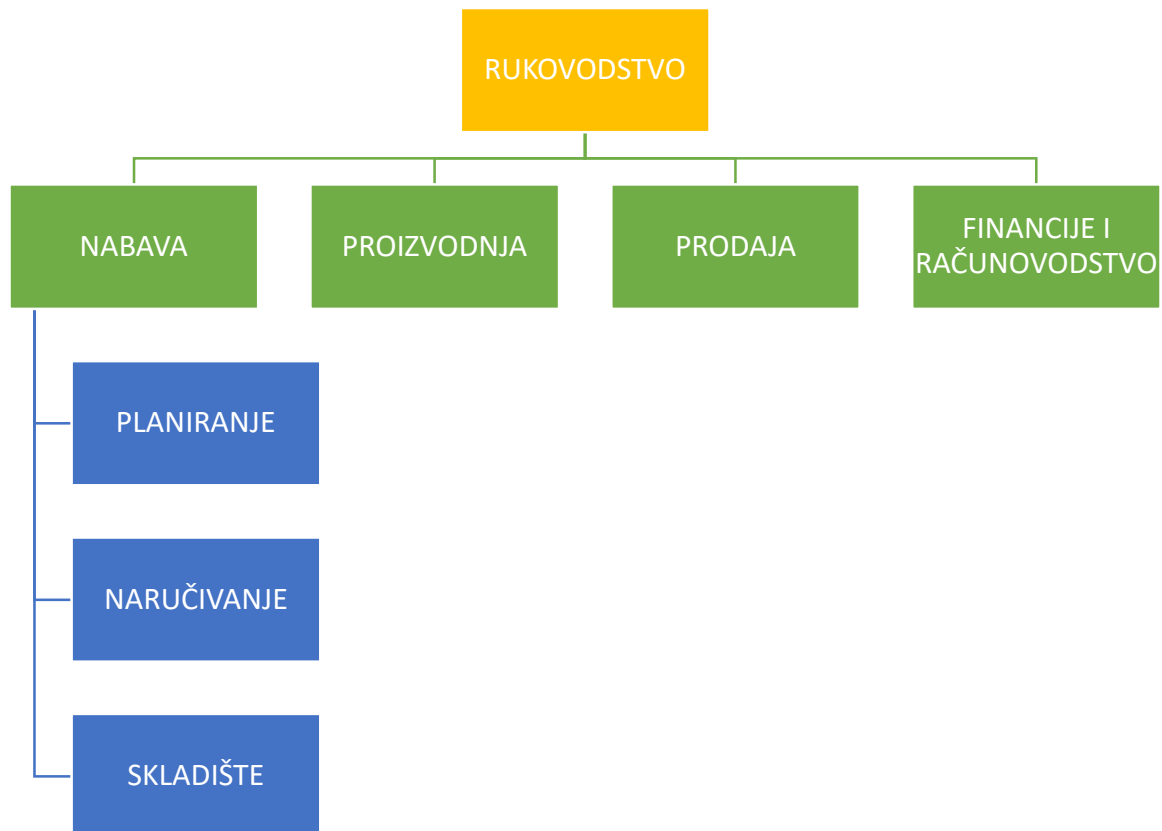 RUKOVODSTVO
NABAVA
PROIZVODNJA
PRODAJA
FINANCIJE I
RAČUNOVODSTVO
PLANIRANJE
NARUČIVANJE
SKLADIŠTE